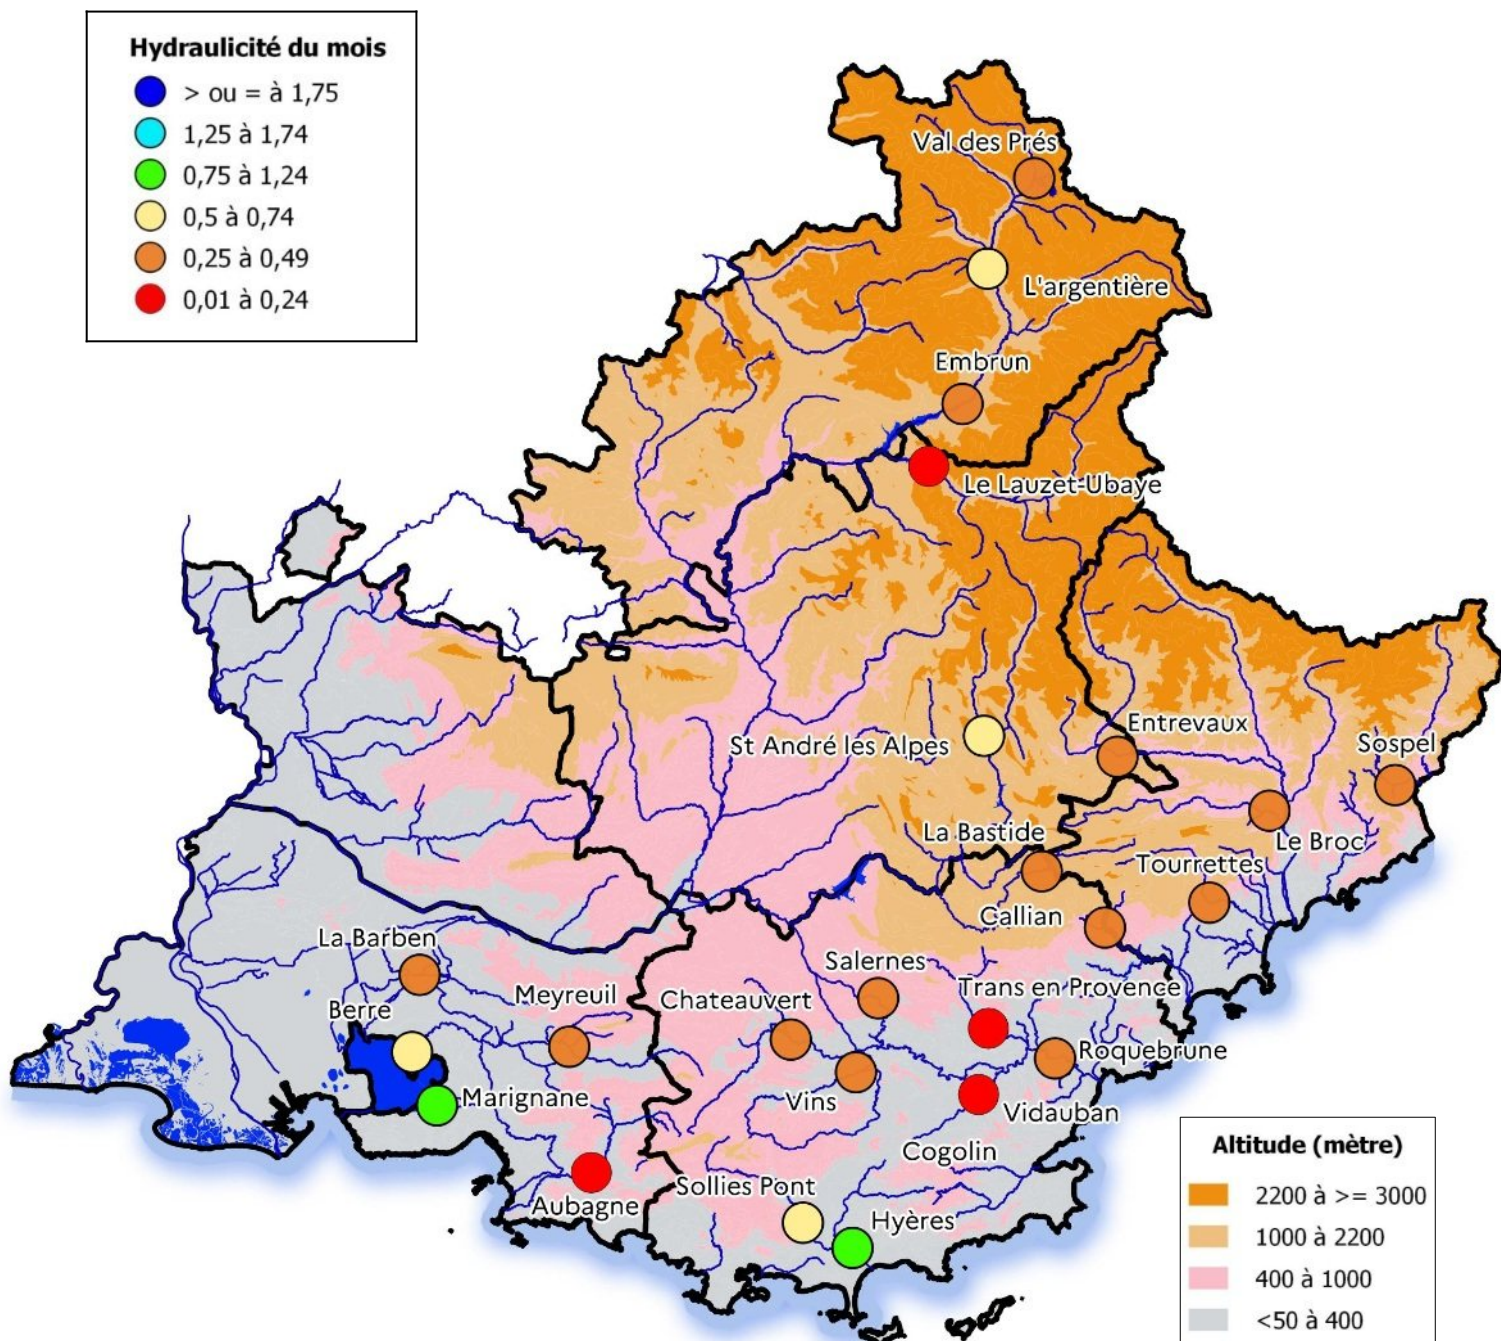 Hydraulicité du mois
> ou = à 1,75
1,25 à 1,74
0,75 à 1,24
0,5 à 0,74
0,25 à 0,49
0,01 à 0,24
Val des Prés
L'argentière
Embrun
Le Lauzet-Ubaye
Entrevaux
St André les Alpes
Sospel
La Bastide
Le Broc
Tourrettes
Callian
La Barben
Salernes
Meyreuil
Chateauvert
Trans en Provence
Berre
Roquebrune
Marignane
Vins
Vidauban
Cogolin
Sollies Pont
Aubagne
Hyères
Altitude (mètre)
2200 à >= 3000
1000 à 2200
400 à 1000
<50 à 400